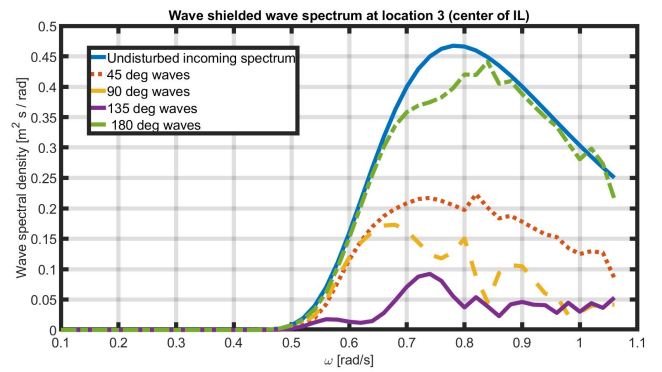 Wave shielded wave spectrum at location 3 (center of IL)
Wave spectral density [m² s / rad]
0.5
0.45
0.4
0.35
0.3
0.25
0.2
0.15
0.1
0.05
0
Undisturbed incoming spectrum
45 deg waves
90 deg waves
135 deg waves
180 deg waves
0.1 0.2 0.3 0.4 0.5 0.6 0.7 0.8 0.9 1 1.1
ω [rad/s]